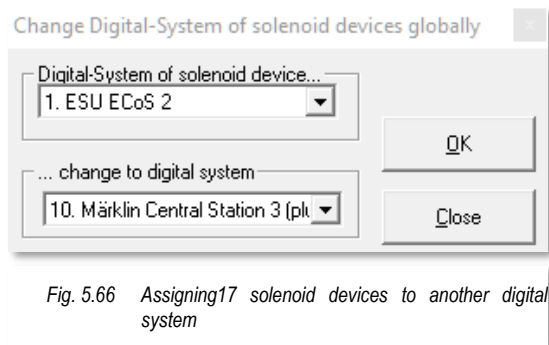 Change Digital-System of solenoid devices globally
x
Digital-System of solenoid device...
1. ESU ECoS 2
OK
... change to digital system
10. Märklin Central Station 3 (plu
Close
Fig. 5.66 Assigning17 solenoid devices to another digital
system